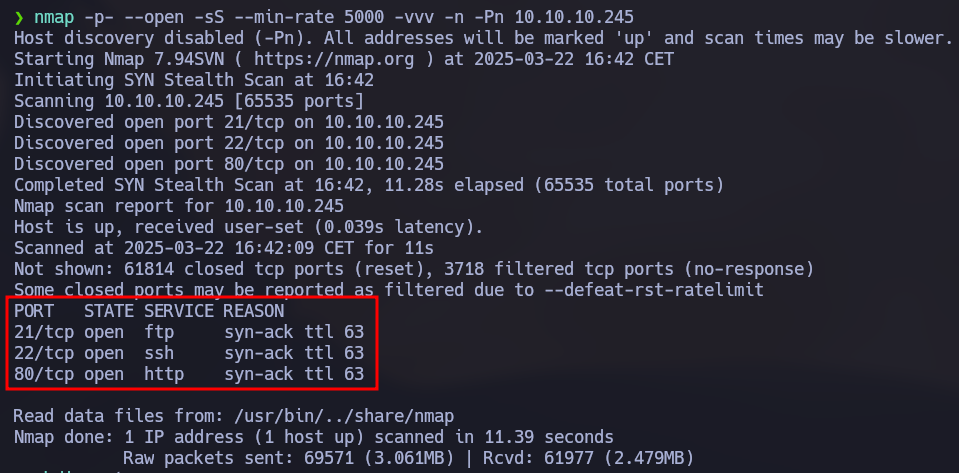 ❯ nmap -p- --open -sS --min-rate 5000 -vvv -n -Pn 10.10.10.245
Host discovery disabled (-Pn). All addresses will be marked 'up' and scan times may be slower.
Starting Nmap 7.94SVN ( https://nmap.org ) at 2025-03-22 16:42 CET
Initiating SYN Stealth Scan at 16:42
Scanning 10.10.10.245 [65535 ports]
Discovered open port 21/tcp on 10.10.10.245
Discovered open port 22/tcp on 10.10.10.245
Discovered open port 80/tcp on 10.10.10.245
Completed SYN Stealth Scan at 16:42, 11.28s elapsed (65535 total ports)
Nmap scan report for 10.10.10.245
Host is up, received user-set (0.039s latency).
Scanned at 2025-03-22 16:42:09 CET for 11s
Not shown: 61814 closed tcp ports (reset), 3718 filtered tcp ports (no-response)
Some closed ports may be reported as filtered due to --defeat-rst-ratelimit
PORT   STATE SERVICE REASON
21/tcp open  ftp     syn-ack ttl 63
22/tcp open  ssh     syn-ack ttl 63
80/tcp open  http    syn-ack ttl 63
Read data files from: /usr/bin/../share/nmap
Nmap done: 1 IP address (1 host up) scanned in 11.39 seconds
Raw packets sent: 69571 (3.061MB) | Rcvd: 61977 (2.479MB)